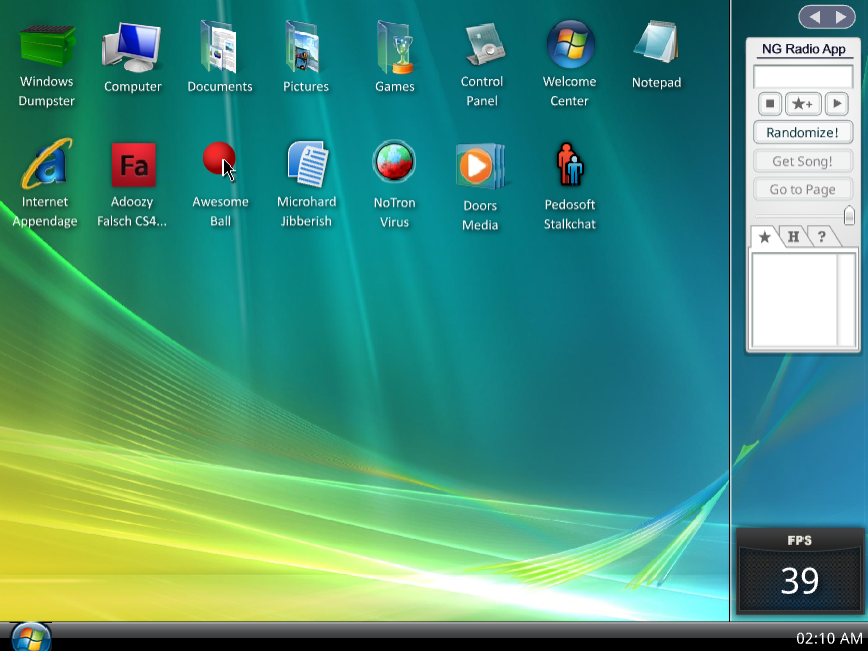 Windows
Dumpster
Computer
Documents
Pictures
Games
Control
Panel
Welcome
Center
Notepad
Internet
Appendage
Fa
Adoozy
Falsch CS4...
Awesome
Ball
Microhard
Jibberish
NoTron
Virus
Doors
Media
Pedosoft
Stalkchat
NG Radio App
Randomize!
Get Song!
Go to Page
H
?
FPS
39
02:10 AM